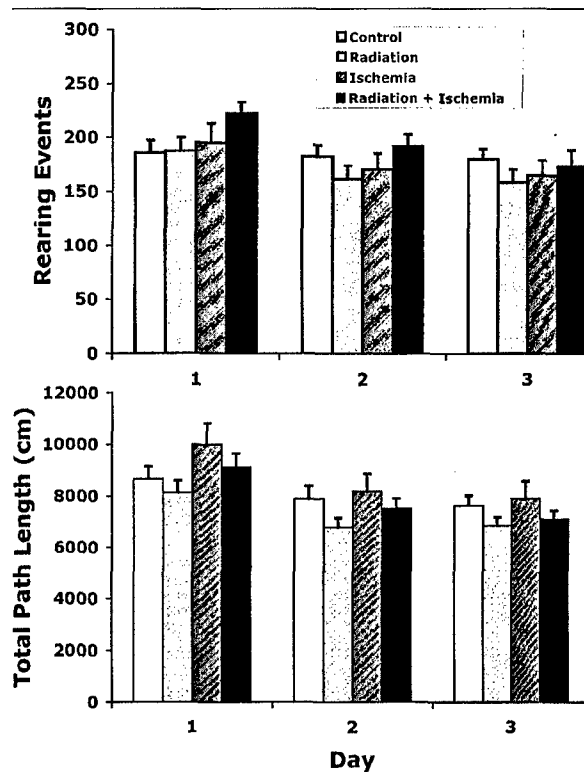 300
250
200
150
100
50
0
Rearing Events
Control
Radiation
Ischemia
Radiation + Ischemia
1 2 3
12000
10000
8000
6000
4000
2000
0
Total Path Length (cm)
1 2 3
Day